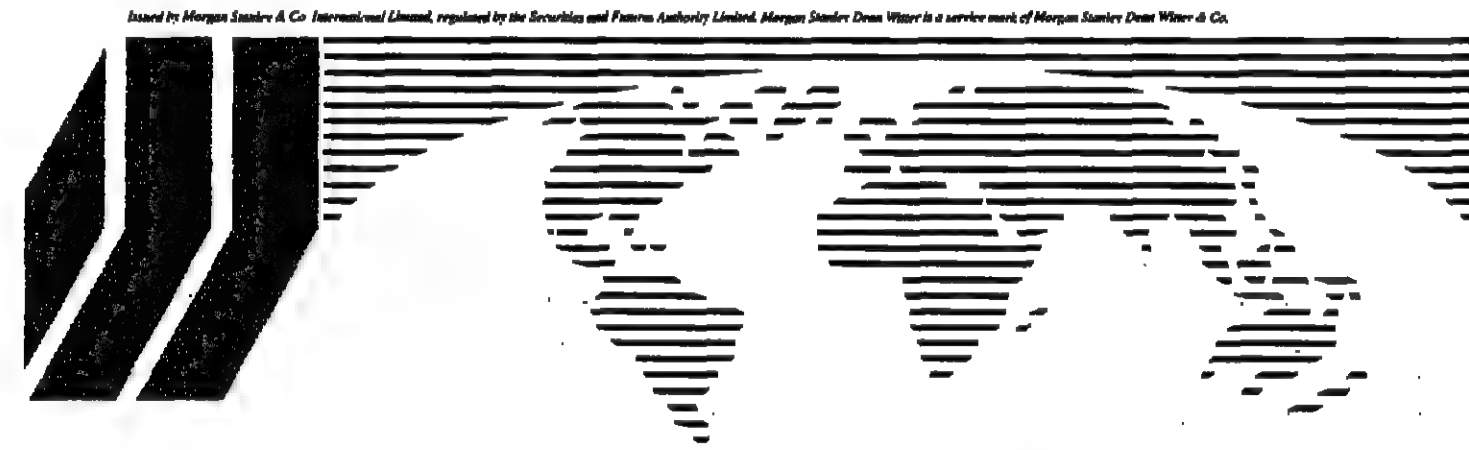 Issued by Morgan Stanley & Co International Limited, regulated by the Securities and Futures Authority Limited. Morgan Stanley Dean Witter is a service mark of Morgan Stanley Dean Witter & Co.